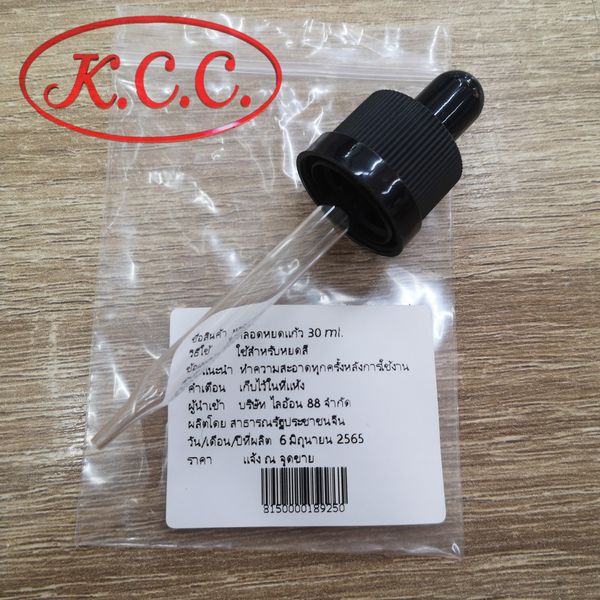 K.C.C.
ชื่อสินค้า หลอดหยดแก้ว 30 ml.
วิธีใช้ ใช้สำหรับหยดสี
ข้อแนะนำ ทำความสะอาดทุกครั้งหลังการใช้งาน
คำเตือน เก็บไว้ในที่แห้ง
ผู้นำเข้า บริษัท ไลอ้อน 88 จำกัด
ผลิตโดย สาธารณรัฐประชาชนจีน
วัน/เดือน/ปีที่ผลิต 6 มิถุนายน 2565
ราคา แจ้ง ณ จุดขาย
8150000189250